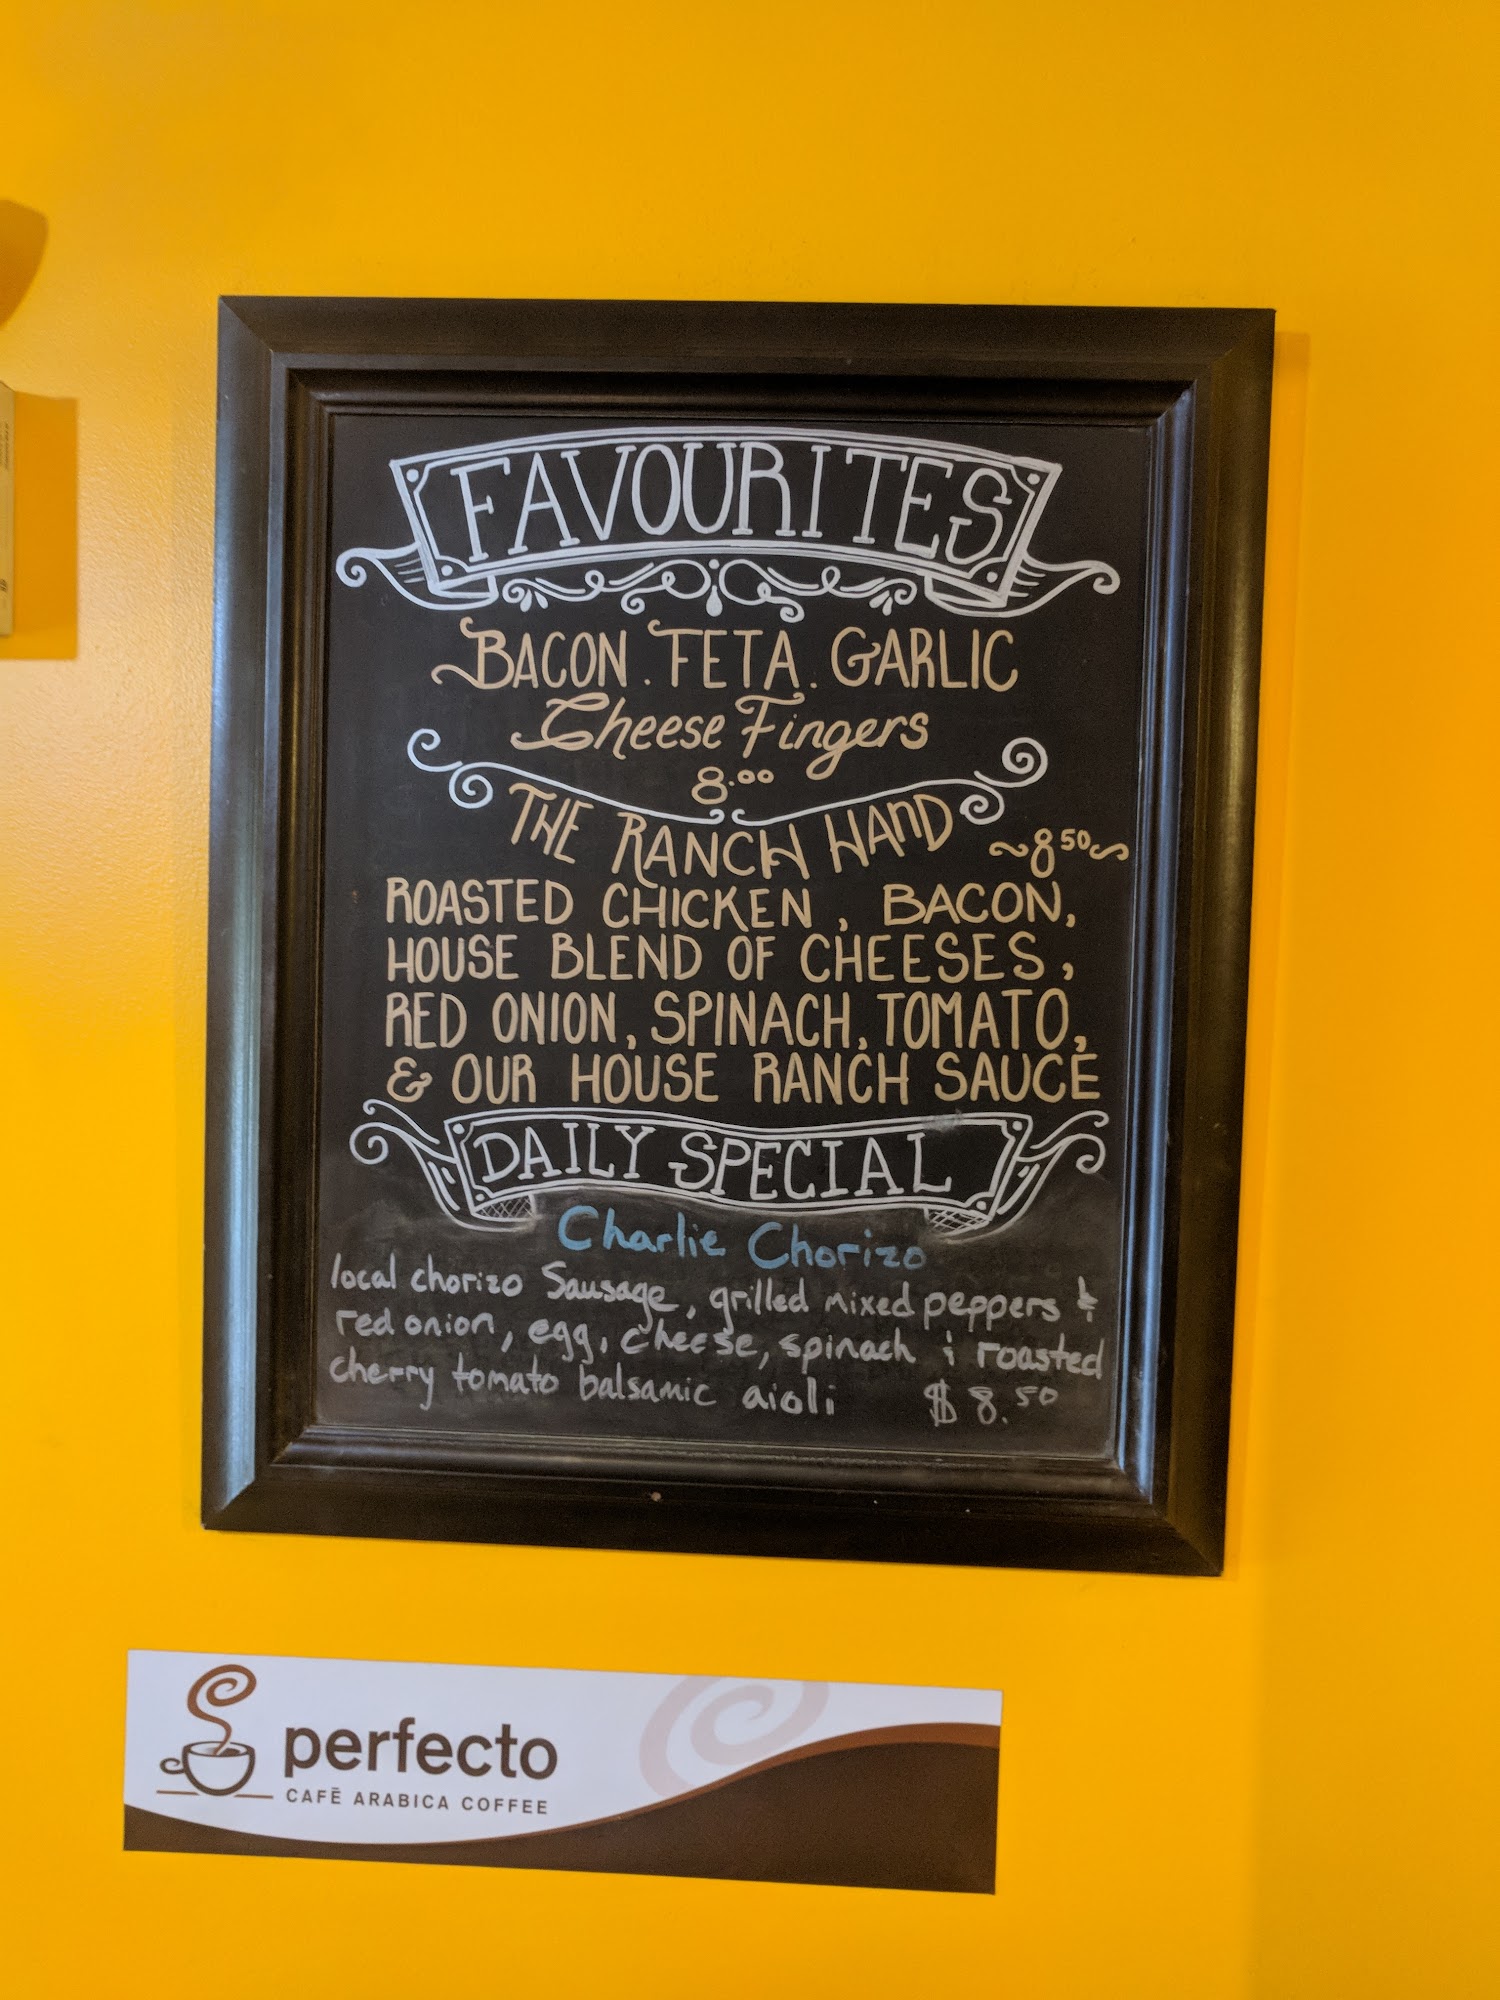 FAVOURITES
BACON. FETA. GARLIC
Cheese Fingers
8.00
THE RANCH HAND
~8 50~
ROASTED CHICKEN, BACON,
HOUSE BLEND OF CHEESES,
RED ONION, SPINACH, TOMATO,
& OUR HOUSE RANCH SAUCE
DAILY SPECIAL
Charlie Chorizo
local chorizo Sausage, grilled mixed peppers &
red onion, egg, cheese, spinach & roasted
cherry tomato balsamic aioli $8.50
perfecto
CAFĒ ARABICA COFFEE